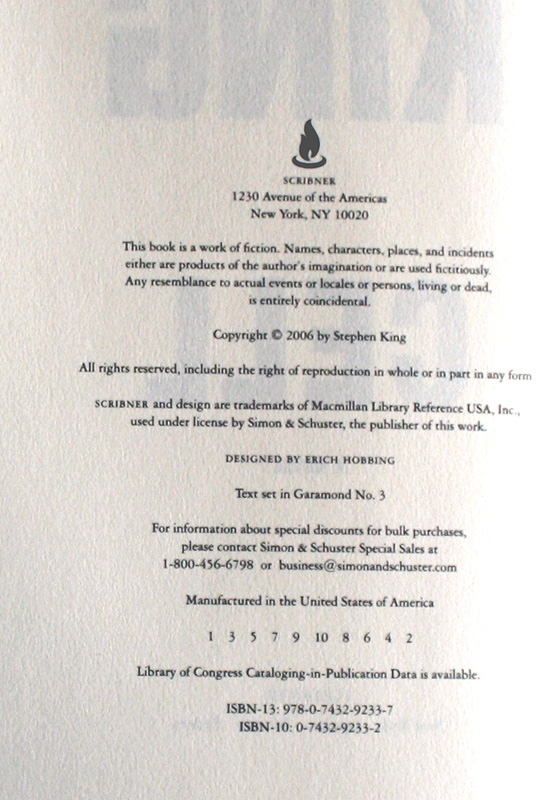 SCRIBNER
1230 Avenue of the Americas
New York, NY 10020
This book is a work of fiction. Names, characters, places, and incidents
either are products of the author's imagination or are used fictitiously.
Any resemblance to actual events or locales or persons, living or dead,
is entirely coincidental.
Copyright © 2006 by Stephen King
All rights reserved, including the right of reproduction in whole or in part in any form
SCRIBNER and design are trademarks of Macmillan Library Reference USA, Inc.,
used under license by Simon & Schuster, the publisher of this work.
DESIGNED BY ERICH HOBBING
Text set in Garamond No. 3
For information about special discounts for bulk purchases,
please contact Simon & Schuster Special Sales at
1-800-456-6798 or business@simonandschuster.com
Manufactured in the United States of America
1 3 5 7 9 10 8 6 4 2
Library of Congress Cataloging-in-Publication Data is available.
ISBN-13: 978-0-7432-9233-7
ISBN-10: 0-7432-9233-2